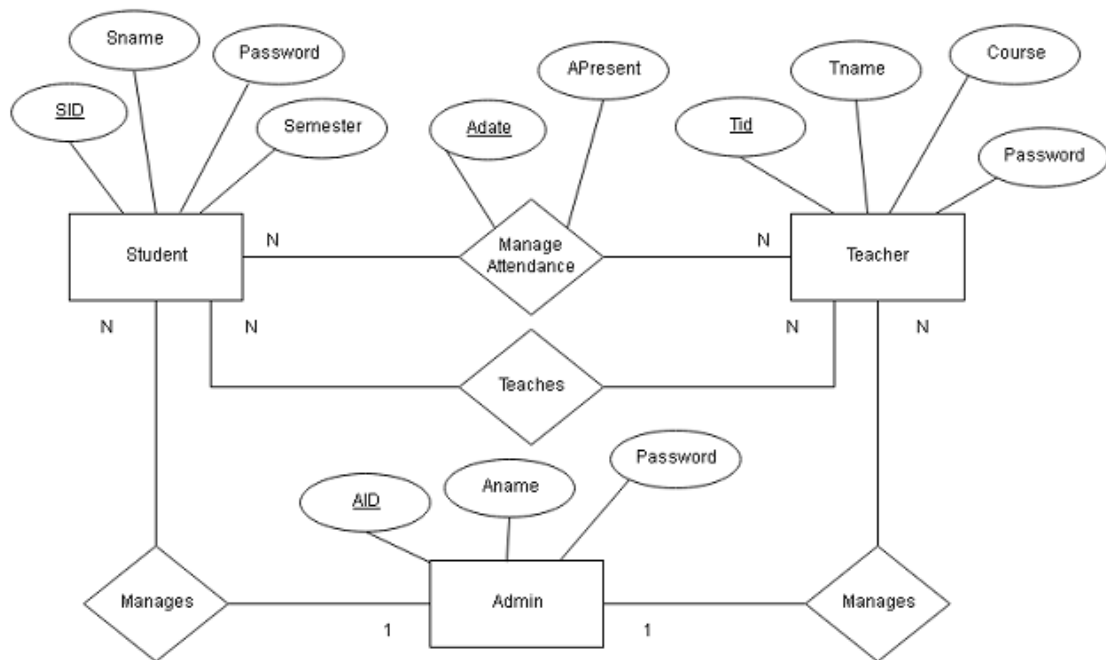 Sname
Password
SID
Semester
APresent
Adate
Tname
Course
Tid
Password
Student
N
Manage
Attendance
N
Teacher
N
N
N
N
Teaches
AID
Aname
Password
Manages
1
Admin
1
Manages